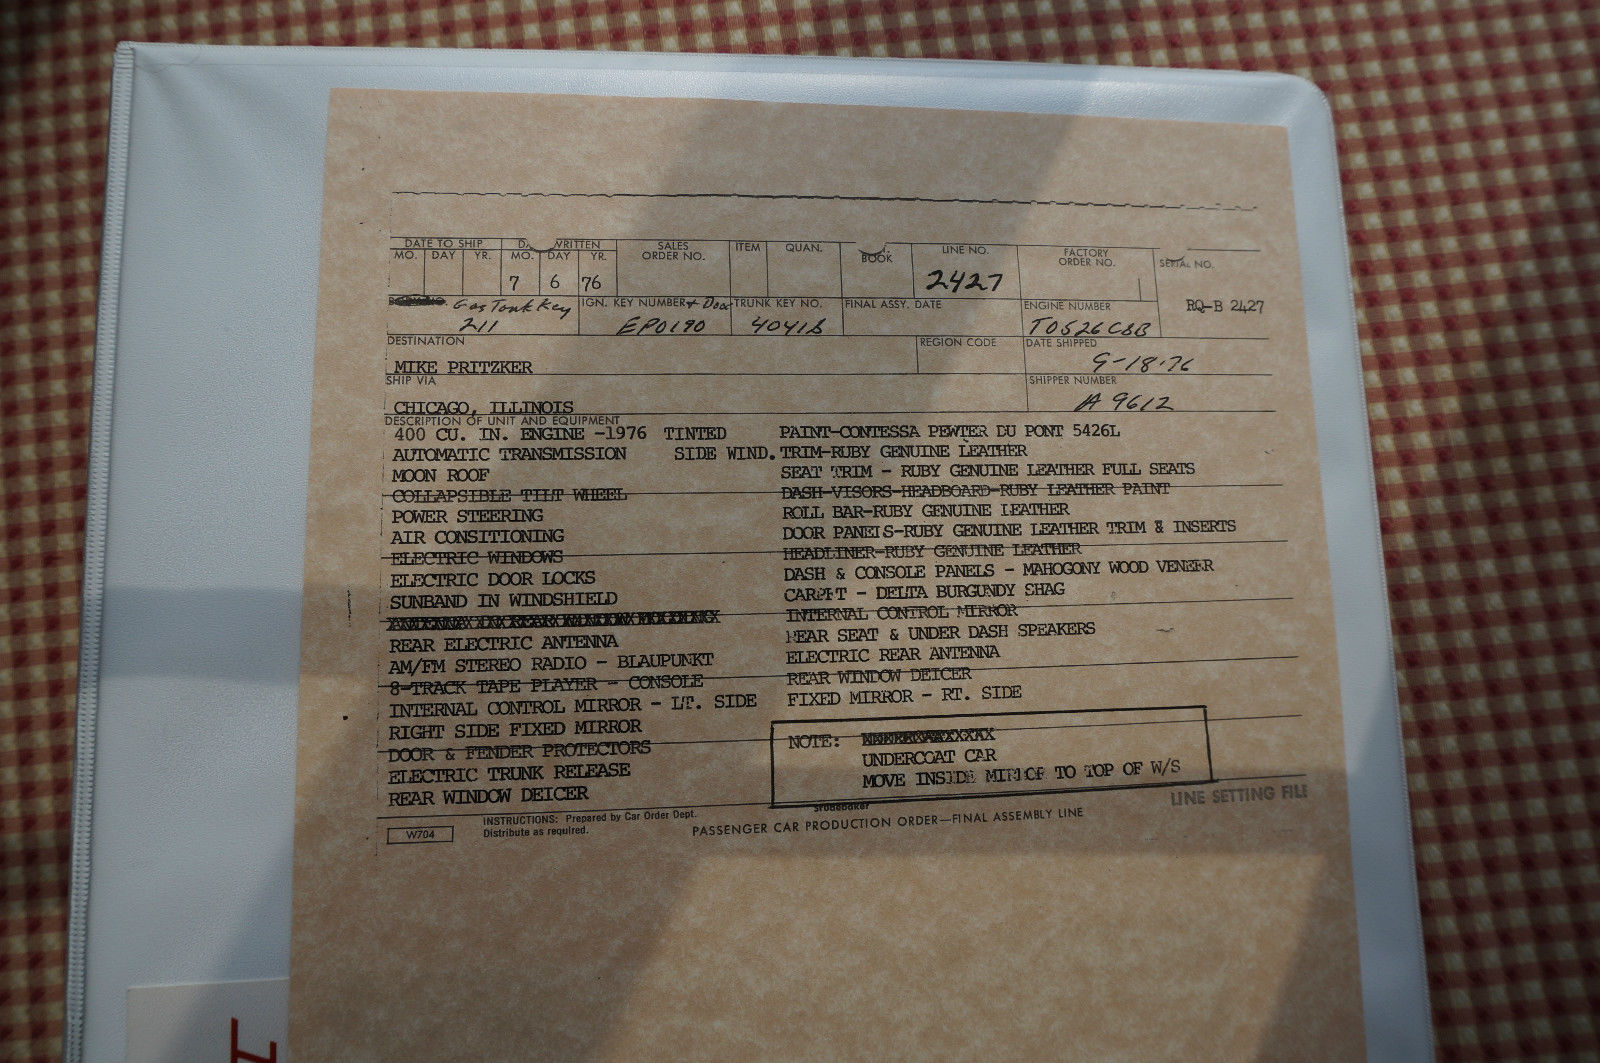 DATE TO SHIP
WRITTEN
SALES ORDER NO.
ITEM
QUAN.
BOOK
LINE NO.
FACTORY ORDER NO.
SERIAL NO.
MO. DAY YR. MO. DAY YR.
7 6 76
2427
RQ-B 2427
Gas Tank Key
211
IGN. KEY NUMBER + Door
EP0190
TRUNK KEY NO.
FINAL ASSY. DATE
ENGINE NUMBER
T0526CSB
DESTINATION
MIKE PRITZKER
REGION CODE
DATE SHIPPED
9-18-76
SHIP VIA
CHICAGO, ILLINOIS
SHIPPER NUMBER
A 9612
DESCRIPTION OF UNIT AND EQUIPMENT
400 CU. IN. ENGINE -1976 TINTED
AUTOMATIC TRANSMISSION SIDE WIND.
MOON ROOF
COLLAPSIBLE TILT WHEEL
POWER STEERING
AIR CONSITIONING
ELECTRIC WINDOWS
ELECTRIC DOOR LOCKS
SUNBAND IN WINDSHIELD
REAR ELECTRIC ANTENNA
AM/FM STEREO RADIO - BLAUPUNKT
8-TRACK TAPE PLAYER - CONSOLE
INTERNAL CONTROL MIRROR - LT. SIDE
RIGHT SIDE FIXED MIRROR
DOOR & FENDER PROTECTORS
ELECTRIC TRUNK RELEASE
REAR WINDOW DEICER
PAINT-CONTESSA PEWTER DU PONT 5426L
TRIM-RUBY GENUINE LEATHER
SEAT TRIM - RUBY GENUINE LEATHER FULL SEATS
DASH-VISORS-HEADBOARD-RUBY LEATHER PAINT
ROLL BAR-RUBY GENUINE LEATHER
DOOR PANELS-RUBY GENUINE LEATHER TRIM & INSERTS
HEADLINER-RUBY GENUINE LEATHER
DASH & CONSOLE PANELS - MAHOGONY WOOD VENEER
CARPET - DELTA BURGUNDY SHAG
INTERNAL CONTROL MIRROR
REAR SEAT & UNDER DASH SPEAKERS
ELECTRIC REAR ANTENNA
REAR WINDOW DEICER
FIXED MIRROR - RT. SIDE
NOTE:
UNDERCOAT CAR
MOVE INSIDE MIRROR TO TOP OF W/S
W704
INSTRUCTIONS: Prepared by Car Order Dept.
Distribute as required.
Studebaker
PASSENGER CAR PRODUCTION ORDER—FINAL ASSEMBLY LINE
LINE SETTING FILE